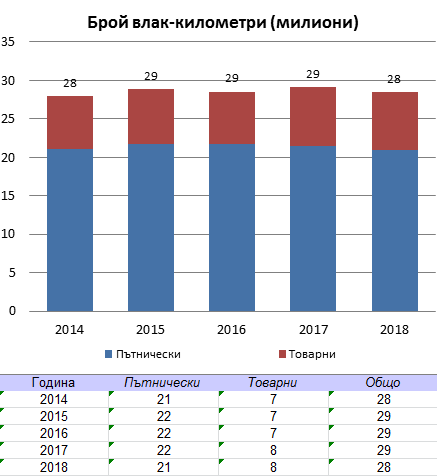 Брой влак-километри (милиони)
35
30
25
20
15
10
5
0
28 29 29 29 28
2014 2015 2016 2017 2018
Пътнически Товарни
Година Пътнически Товарни Общо
2014 21 7 28
2015 22 7 29
2016 22 7 29
2017 22 8 29
2018 21 8 28